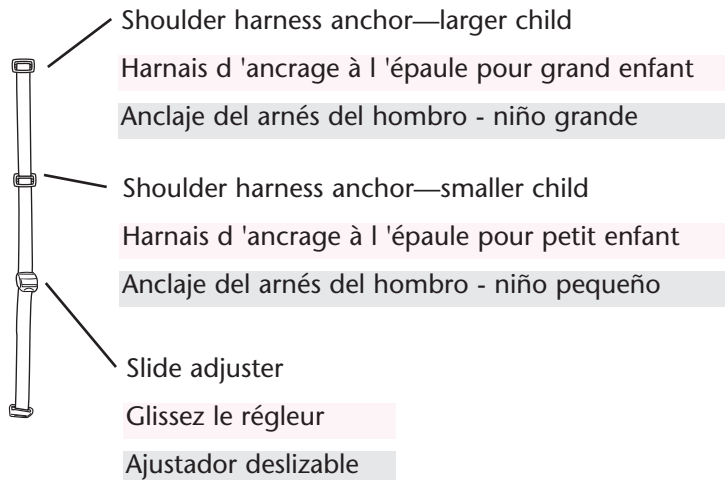 Shoulder harness anchor—larger child
Harnais d 'ancrage à l 'épaule pour grand enfant
Anclaje del arnés del hombro - niño grande
Shoulder harness anchor—smaller child
Harnais d 'ancrage à l 'épaule pour petit enfant
Anclaje del arnés del hombro - niño pequeño
Slide adjuster
Glissez le régleur
Ajustador deslizable